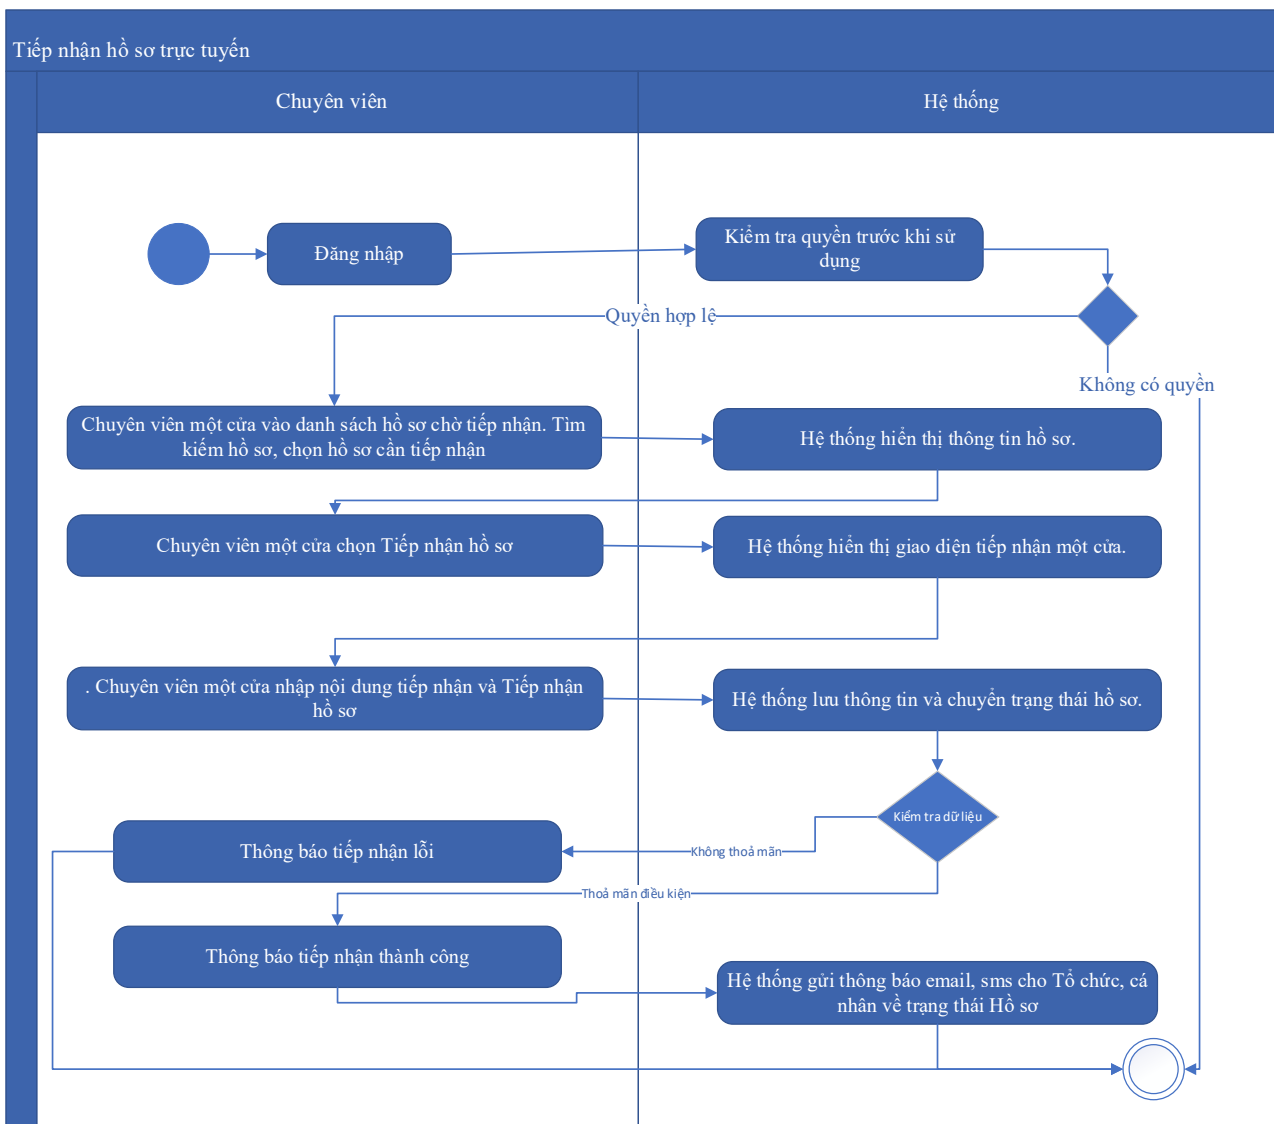 Tiếp nhận hồ sơ trực tuyến
Chuyên viên
Hệ thống
Đăng nhập
Kiểm tra quyền trước khi sử
dụng
Quyền hợp lệ
Không có quyền
Chuyên viên một cửa vào danh sách hồ sơ chờ tiếp nhận. Tìm
kiếm hồ sơ, chọn hồ sơ cần tiếp nhận
Hệ thống hiển thị thông tin hồ sơ.
Chuyên viên một cửa chọn Tiếp nhận hồ sơ
Hệ thống hiển thị giao diện tiếp nhận một cửa.
. Chuyên viên một cửa nhập nội dung tiếp nhận và Tiếp nhận
hồ sơ
Hệ thống lưu thông tin và chuyển trạng thái hồ sơ.
Kiểm tra dữ liệu
Thông báo tiếp nhận lỗi
Không thoả mãn
Thoả mãn điều kiện
Thông báo tiếp nhận thành công
Hệ thống gửi thông báo email, sms cho Tổ chức, cá
nhân về trạng thái Hồ sơ